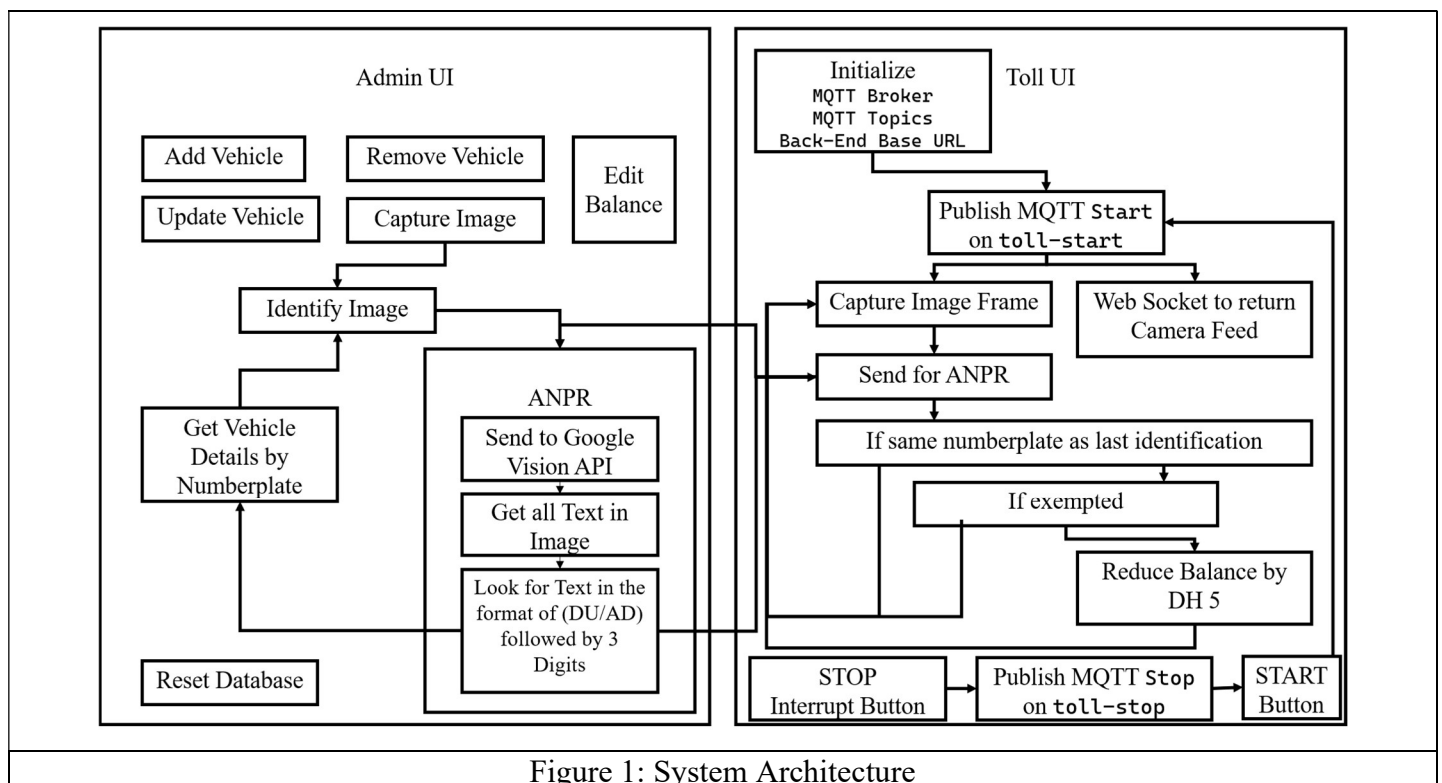 Admin UI
Add Vehicle
Remove Vehicle
Edit
Balance
Update Vehicle
Capture Image
Identify Image
Get Vehicle
Details by
Numberplate
ANPR
Send to Google
Vision API
Get all Text in
Image
Look for Text in the
format of (DU/AD)
followed by 3
Digits
Reset Database
Toll UI
Initialize
MQTT Broker
MQTT Topics
Back-End Base URL
Publish MQTT Start
on toll-start
Capture Image Frame
Web Socket to return
Camera Feed
Send for ANPR
If same numberplate as last identification
If exempted
Reduce Balance by
DH 5
STOP
Interrupt Button
Publish MQTT Stop
on toll-stop
START
Button
Figure 1: System Architecture